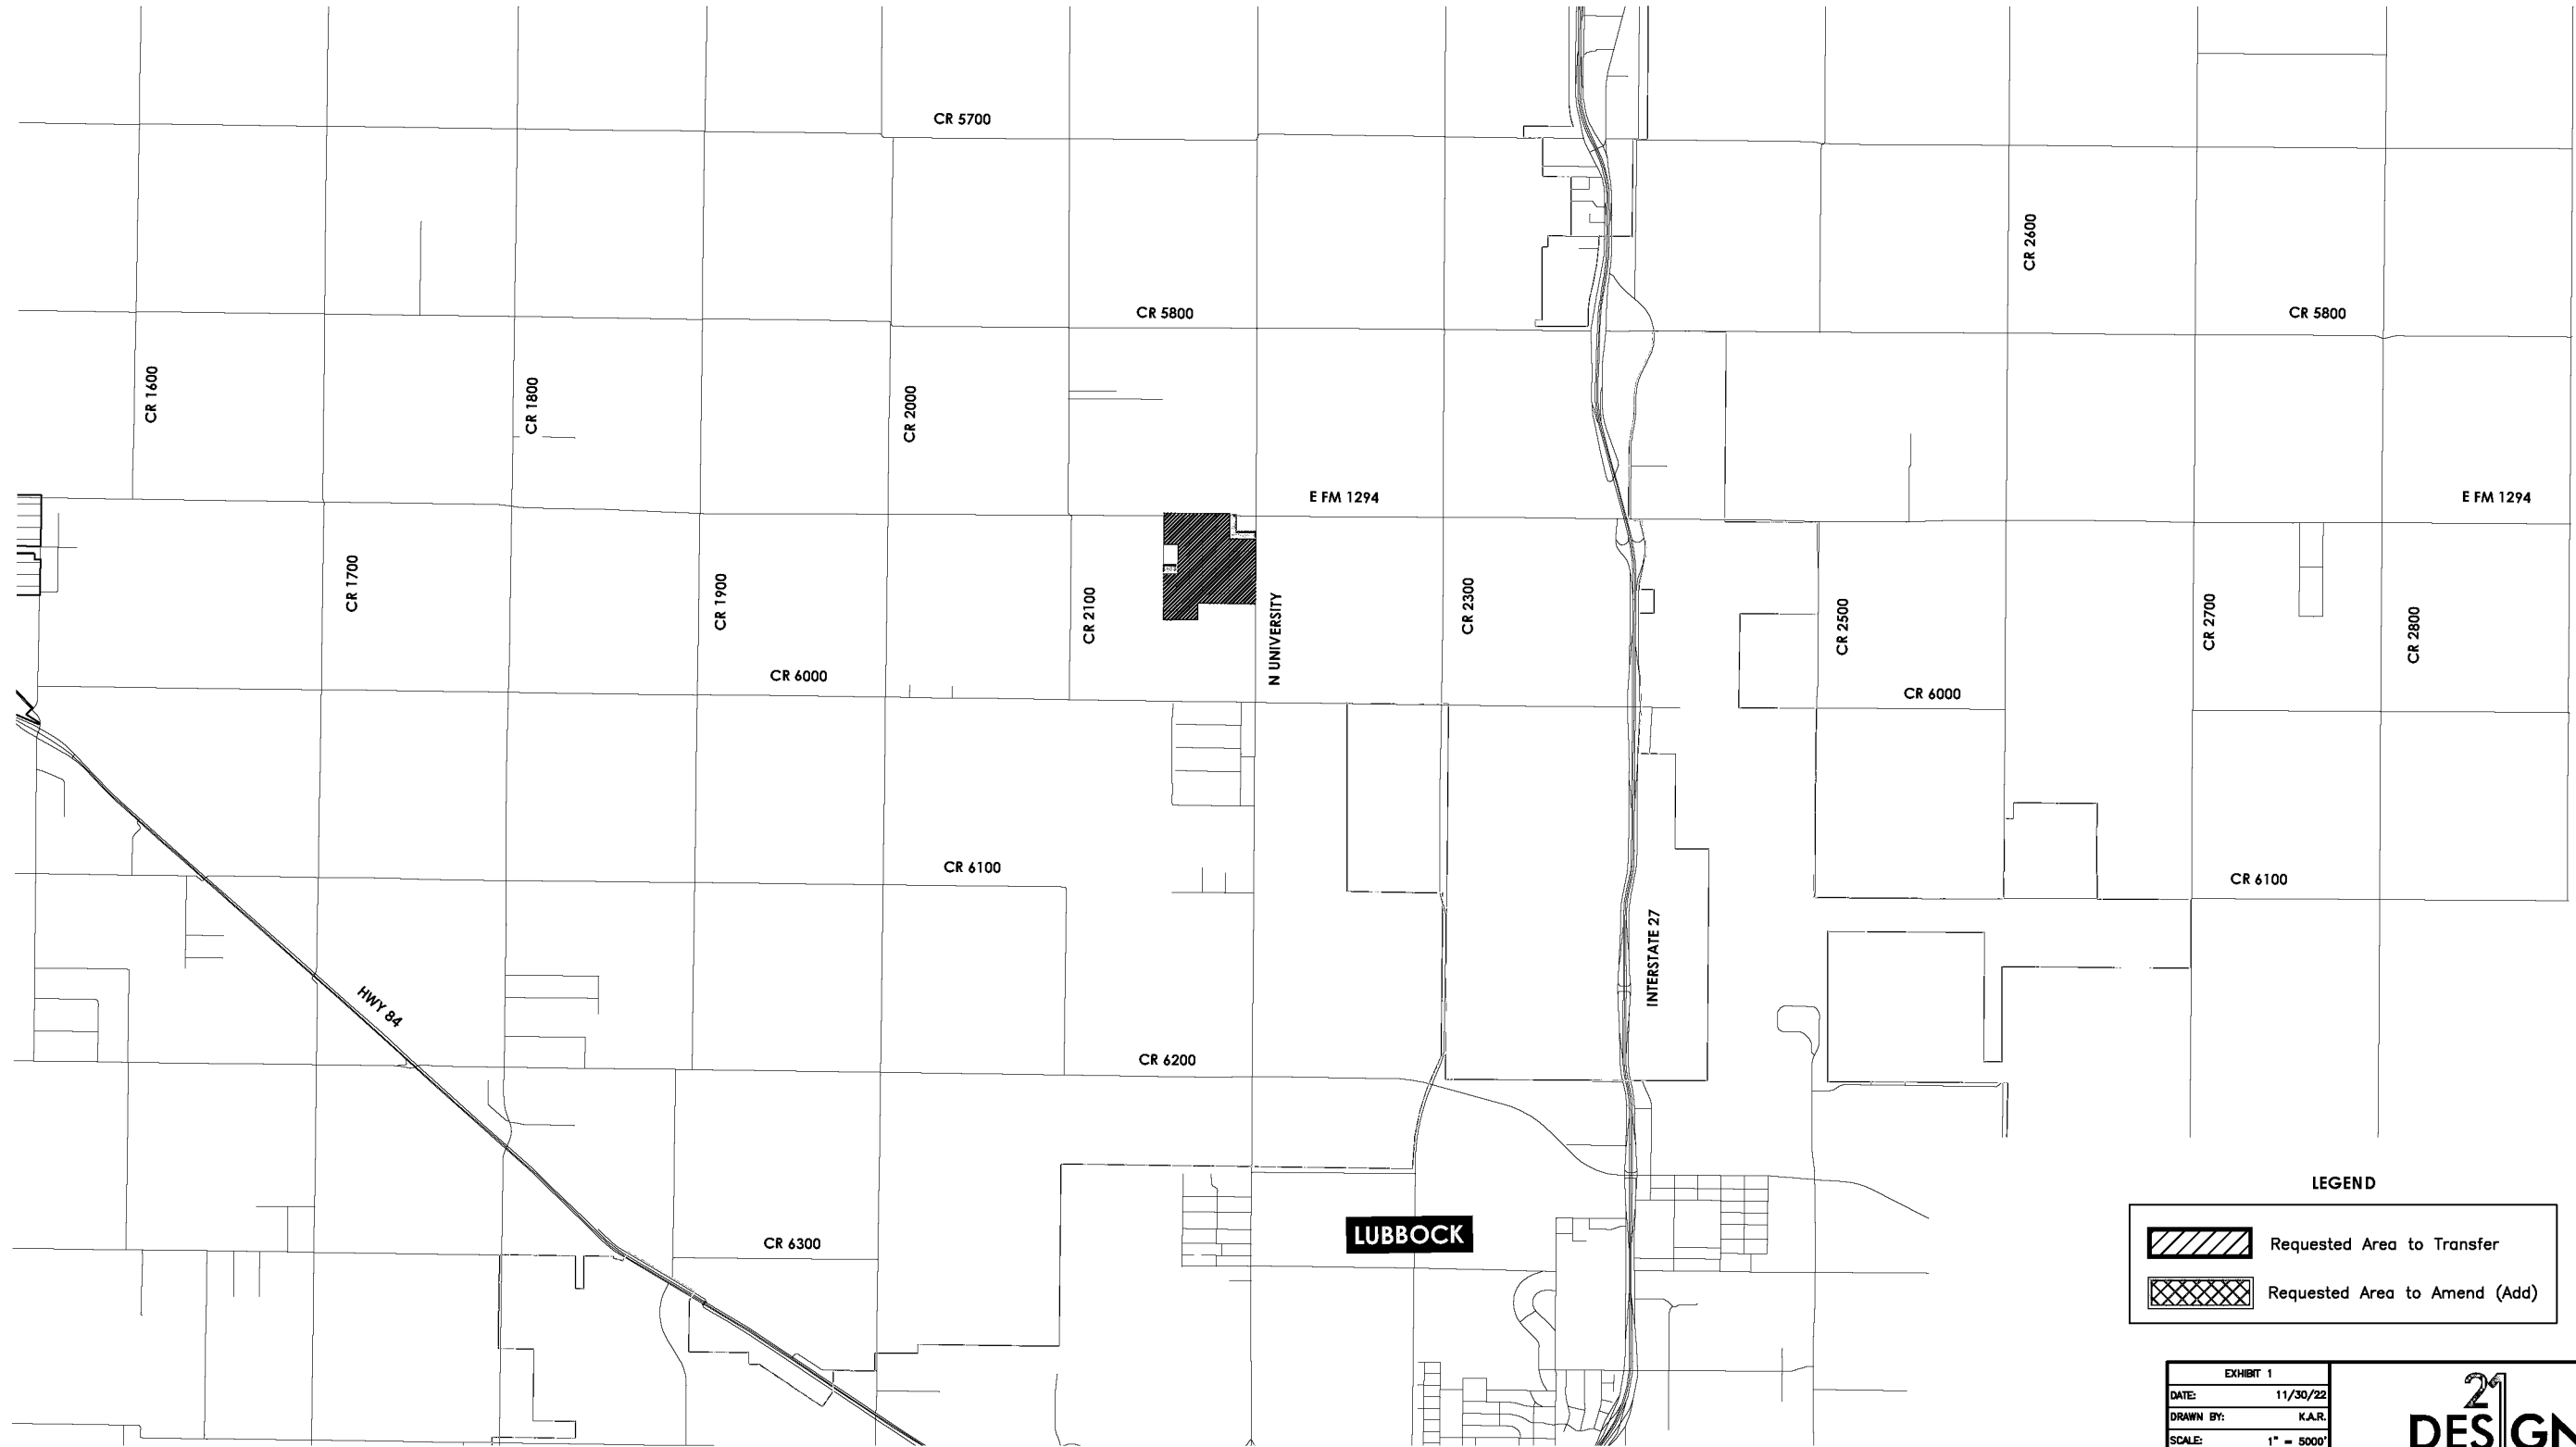 CR 5700
CR 2600
CR 5800
CR 5800
CR 1600
CR 1800
CR 2000
E FM 1294
E FM 1294
CR 1700
CR 1900
CR 2100
N UNIVERSITY
CR 2300
CR 2500
CR 2700
CR 2800
CR 6000
CR 6000
CR 6100
CR 6100
INTERSTATE 27
HWY 84
CR 6200
LUBBOCK
CR 6300
LEGEND
Requested Area to Transfer
Requested Area to Amend (Add)
EXHIBIT 1
DATE: 11/30/22
DRAWN BY: K.A.R.
SCALE: 1" = 5000'
21
DESIGN